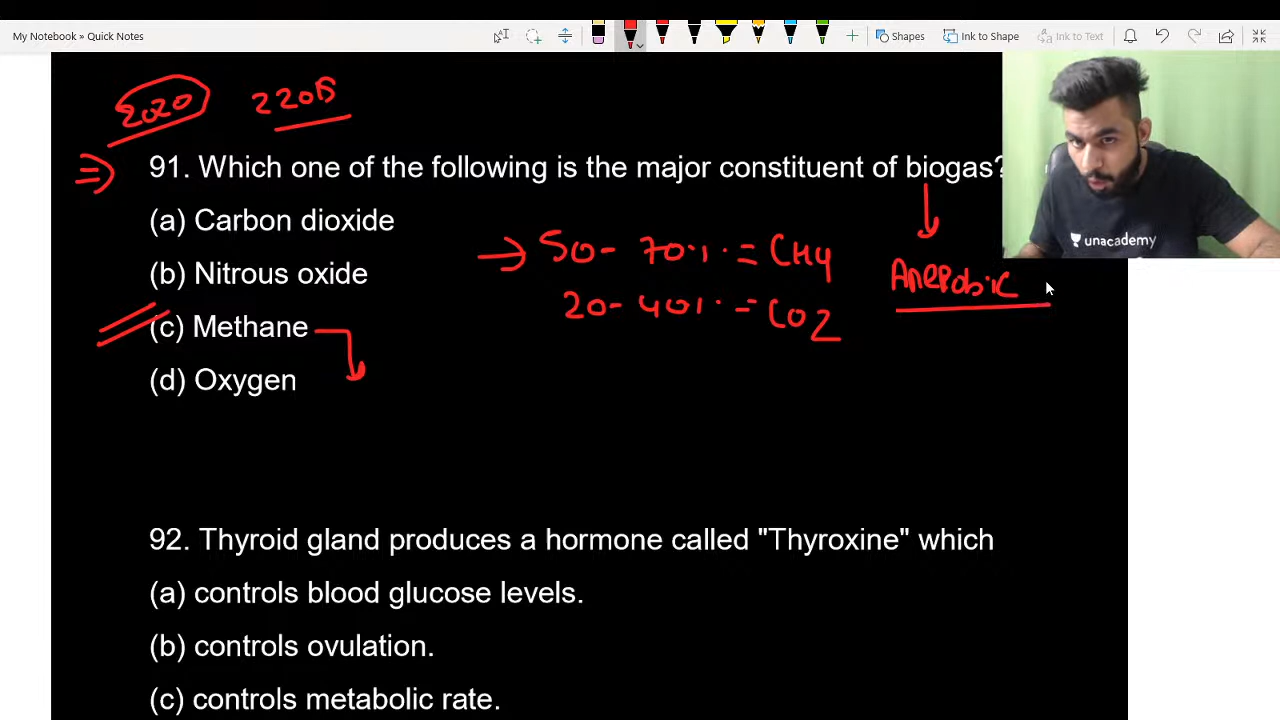 My Notebook » Quick Notes
Shapes
Ink to Shape
Ink to Text
2020
91. Which one of the following is the major constituent of biogas?
(a) Carbon dioxide
(b) Nitrous oxide
(c) Methane
(d) Oxygen
50- 70% = CH4
20- 40% = CO2
Anerobic
unacademy
92. Thyroid gland produces a hormone called "Thyroxine" which
(a) controls blood glucose levels.
(b) controls ovulation.
(c) controls metabolic rate.